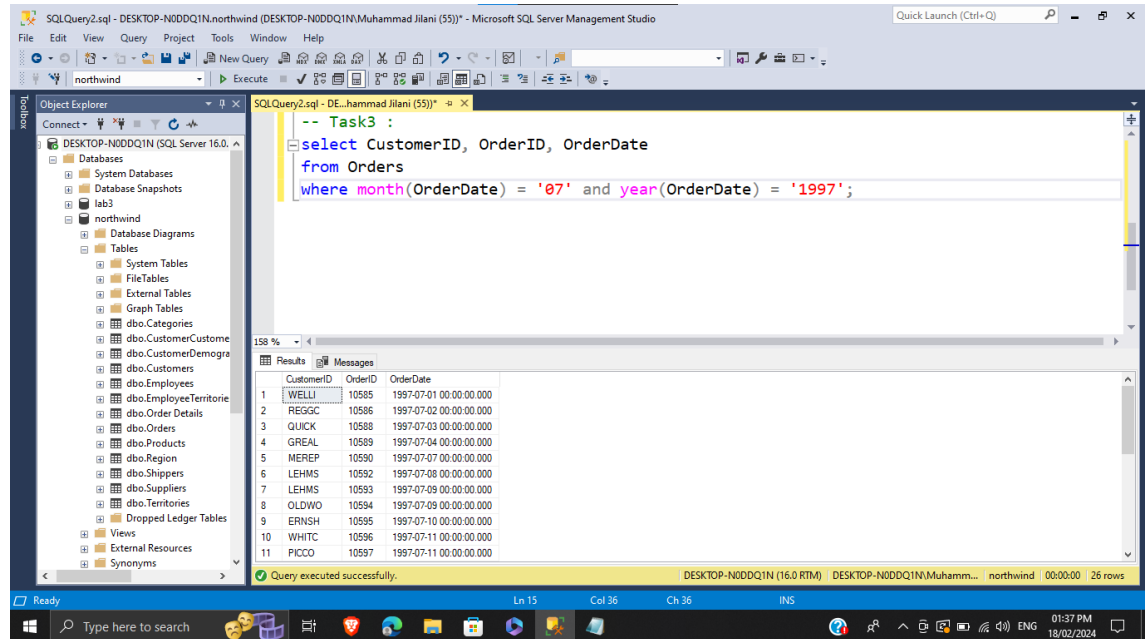 SQLQuery2.sql - DESKTOP-N0DDQ1N.northwind (DESKTOP-N0DDQ1N\Muhammad Jilani (55))* - Microsoft SQL Server Management Studio
Quick Launch (Ctrl+Q)
File Edit View Query Project Tools Window Help
New Query
northwind
Execute
Toolbox
Object Explorer
Connect
DESKTOP-N0DDQ1N (SQL Server 16.0.
Databases
System Databases
Database Snapshots
lab3
northwind
Database Diagrams
Tables
System Tables
FileTables
External Tables
Graph Tables
dbo.Categories
dbo.CustomerCustome
dbo.CustomerDemogra
dbo.Customers
dbo.Employees
dbo.EmployeeTerritorie
dbo.Order Details
dbo.Orders
dbo.Products
dbo.Region
dbo.Shippers
dbo.Suppliers
dbo.Territories
Dropped Ledger Tables
Views
External Resources
Synonyms
SQLQuery2.sql - DE...hammad Jilani (55))*
-- Task3 :
select CustomerID, OrderID, OrderDate
from Orders
where month(OrderDate) = '07' and year(OrderDate) = '1997';
158 %
Results Messages
CustomerID OrderID OrderDate
1 WELLI 10585 1997-07-01 00:00:00.000
2 REGGC 10586 1997-07-02 00:00:00.000
3 QUICK 10588 1997-07-03 00:00:00.000
4 GREAL 10589 1997-07-04 00:00:00.000
5 MEREP 10590 1997-07-07 00:00:00.000
6 LEHMS 10592 1997-07-08 00:00:00.000
7 LEHMS 10593 1997-07-09 00:00:00.000
8 OLDWO 10594 1997-07-09 00:00:00.000
9 ERNSH 10595 1997-07-10 00:00:00.000
10 WHITC 10596 1997-07-11 00:00:00.000
11 PICCO 10597 1997-07-11 00:00:00.000
Query executed successfully.
DESKTOP-N0DDQ1N (16.0 RTM) DESKTOP-N0DDQ1N\Muhamm... northwind 00:00:00 26 rows
Ready Ln 15 Col 36 Ch 36 INS
Type here to search
ENG
01:37 PM
18/02/2024